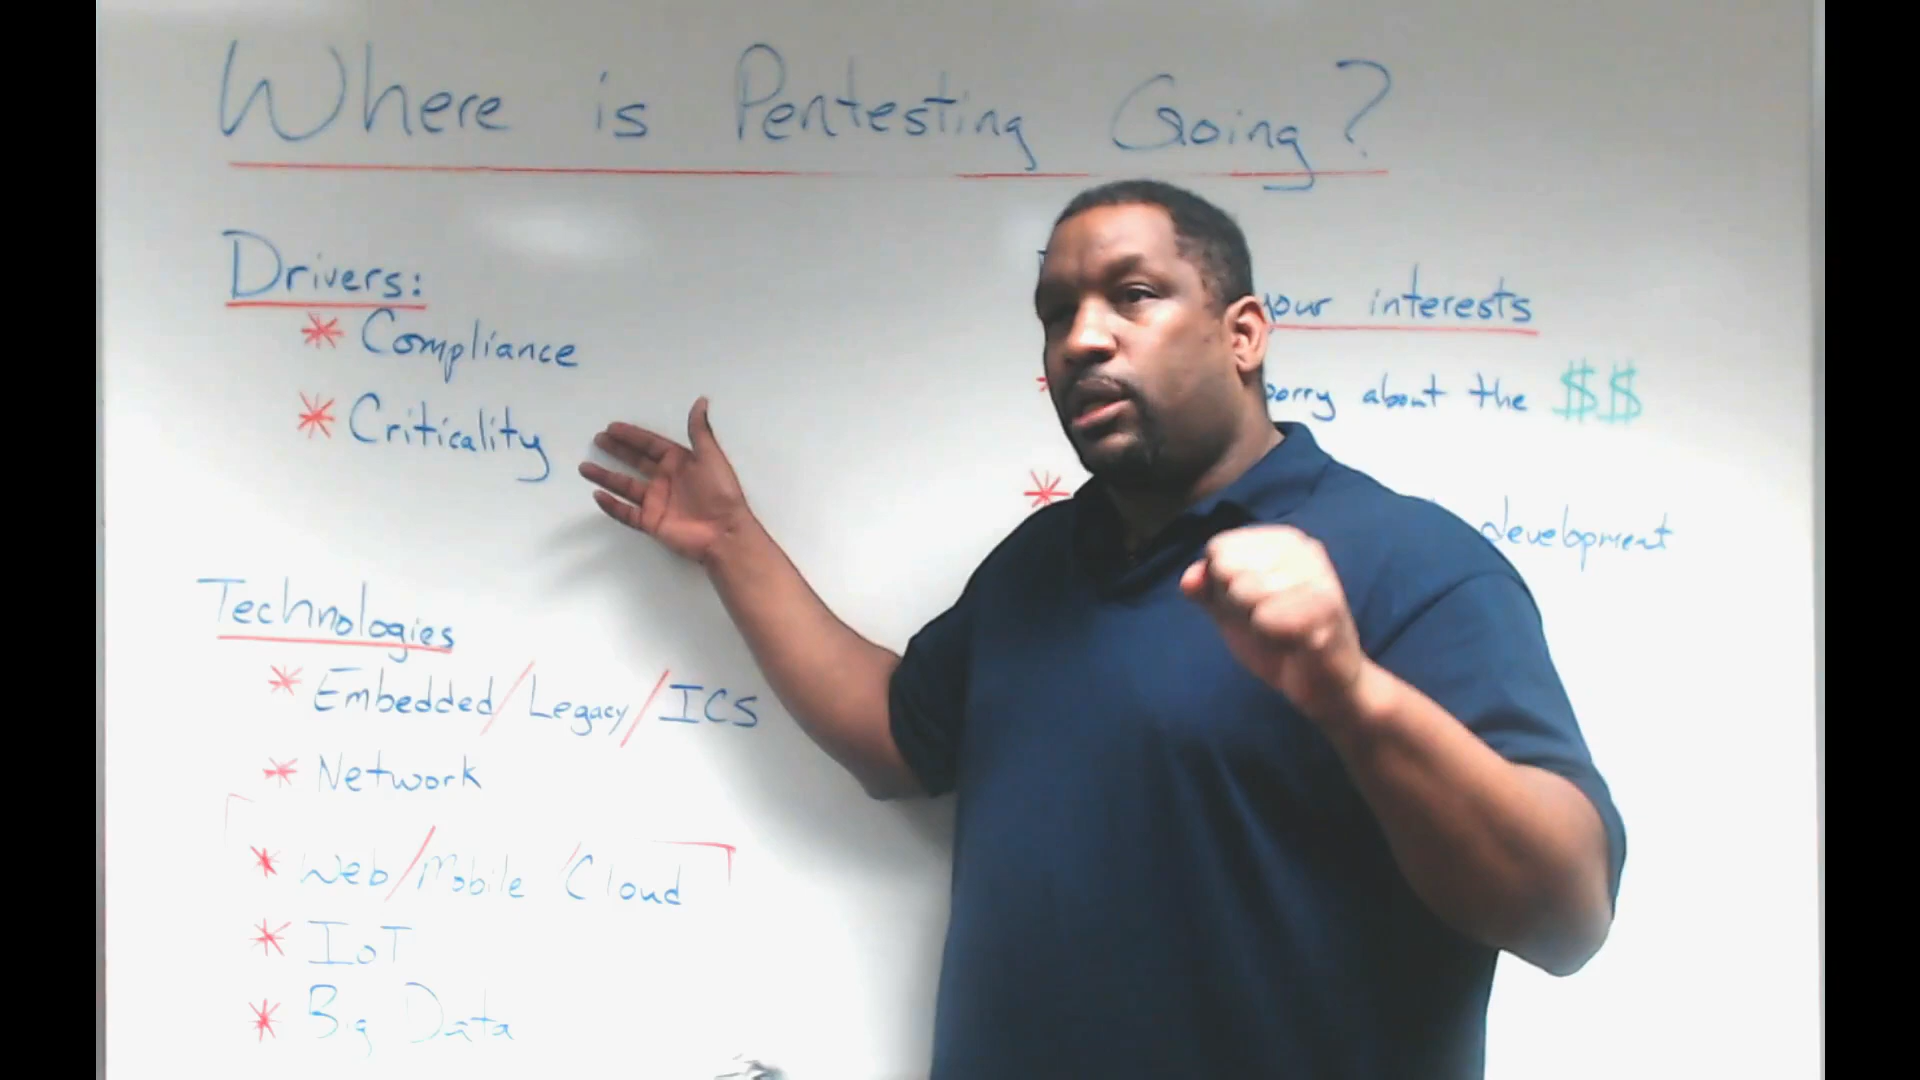 Where is Pentesting Going?
Drivers:
* Compliance
* Criticality
Technologies
* Embedded/Legacy/ICS
* Network
* Web/Mobile/Cloud
* IoT
* Big Data
your interests
about the $$
*
development